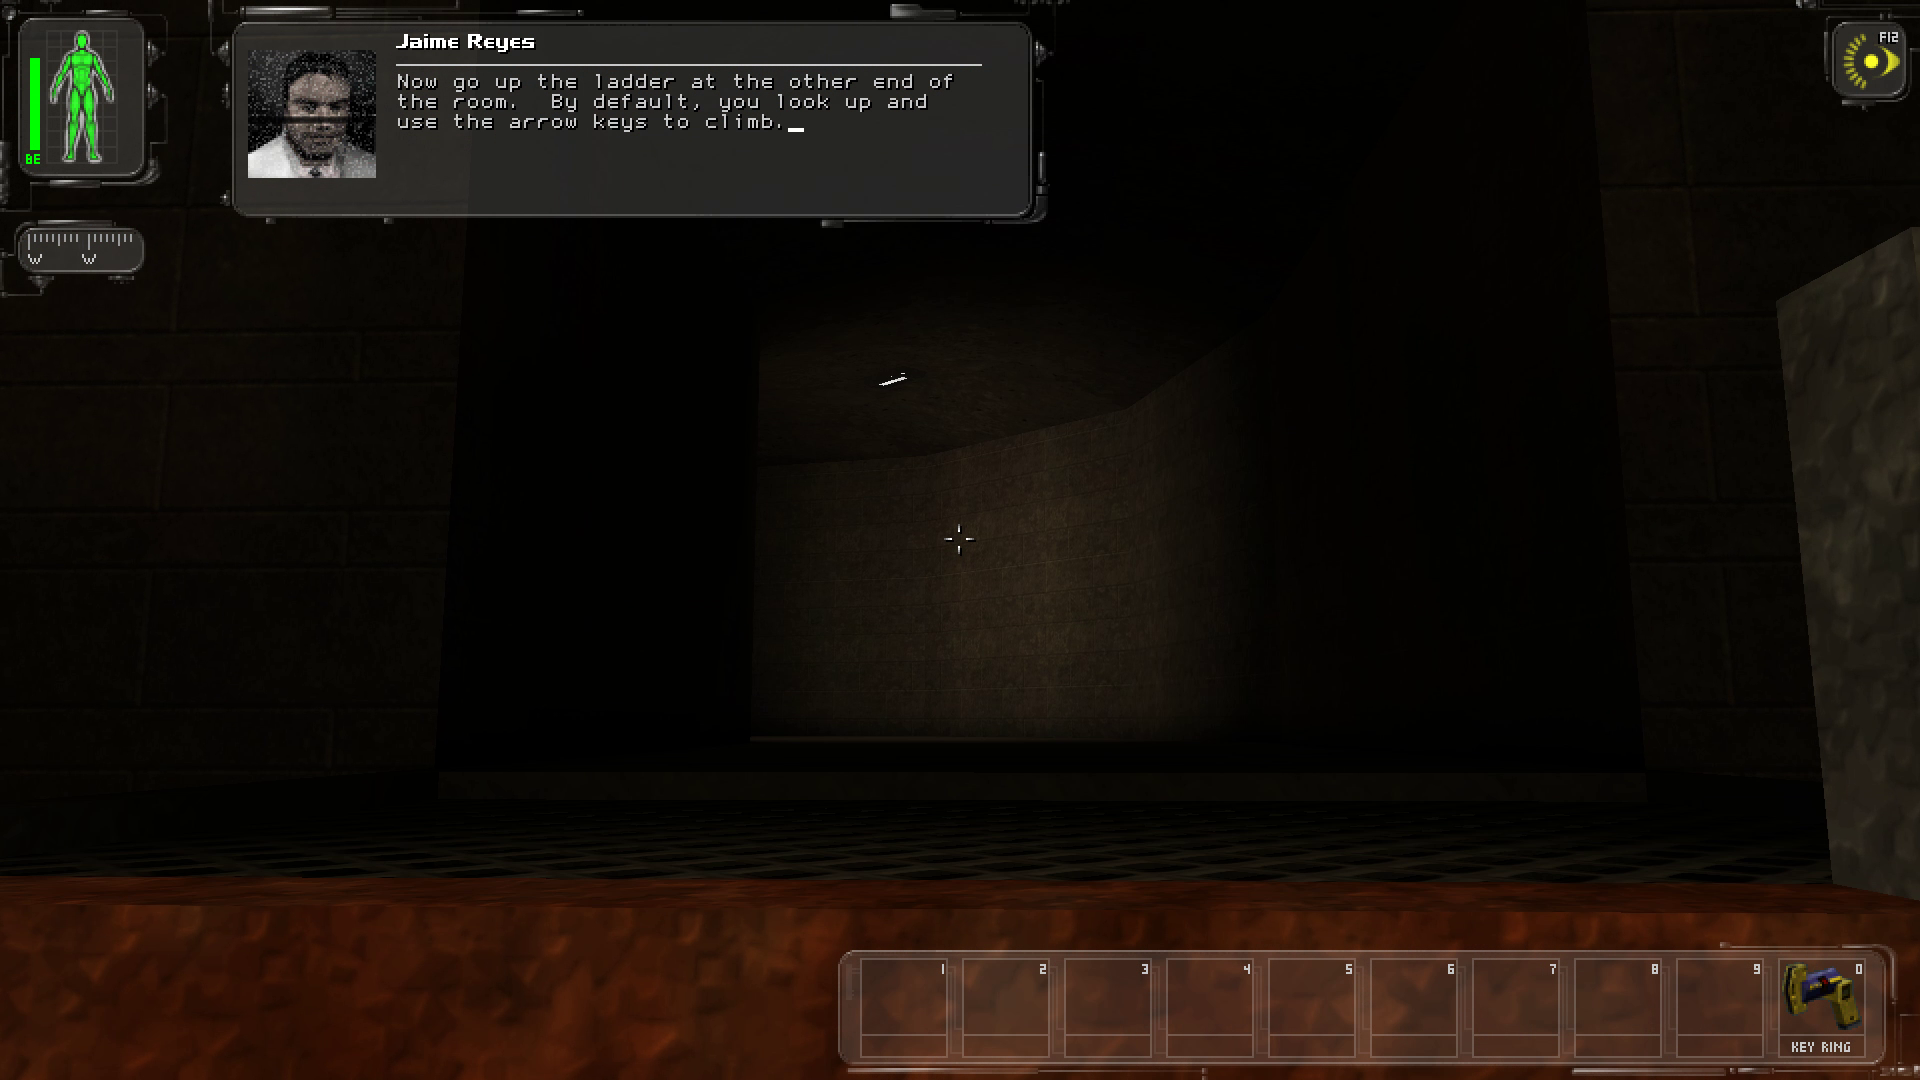 Jaime Reyes
Now go up the ladder at the other end of
the room.  By default, you look up and
use the arrow keys to climb.
F12
BE
W W
1 2 3 4 5 6 7 8 9 0
KEY RING